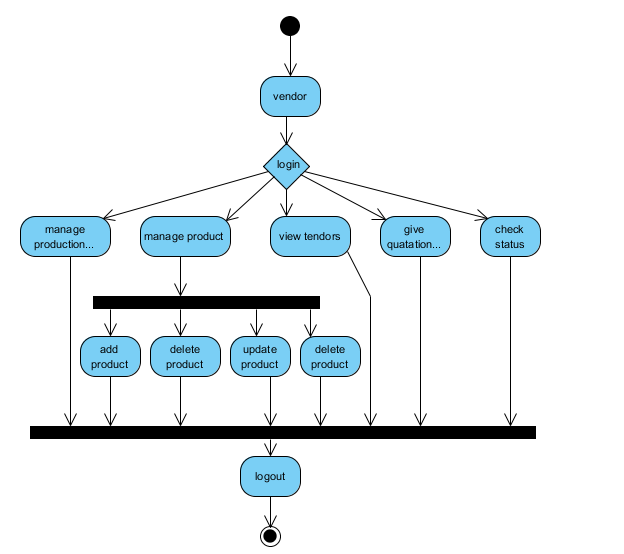 vendor
login
manage
production...
manage product
view tendors
give
quatation...
check
status
add
product
delete
product
update
product
delete
product
logout